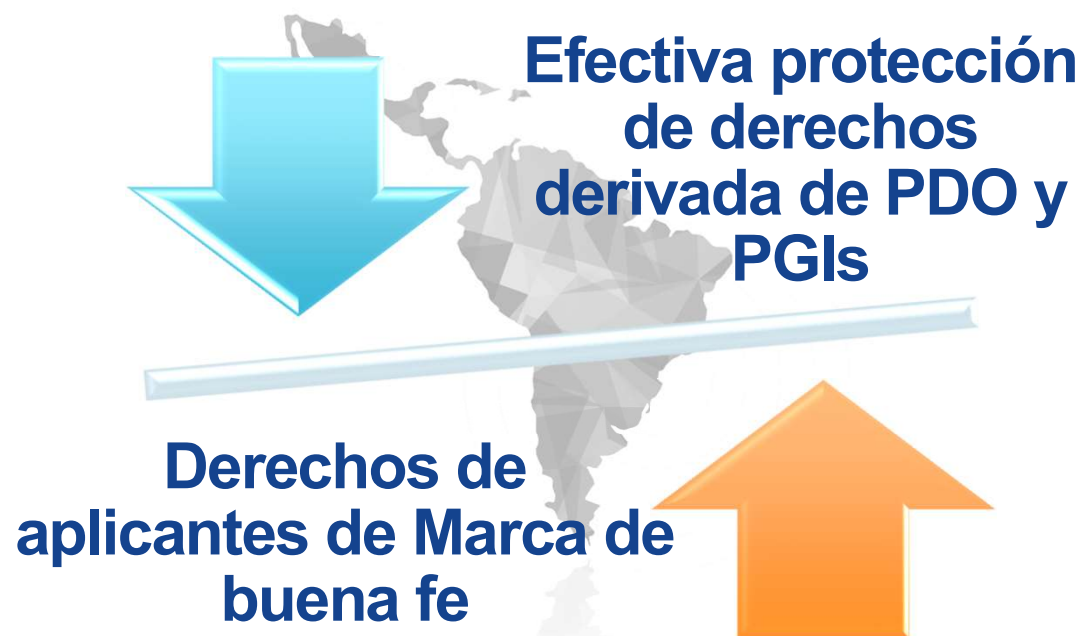 Efectiva protección
de derechos
derivada de PDO y
PGIs
Derechos de
aplicantes de Marca de
buena fe